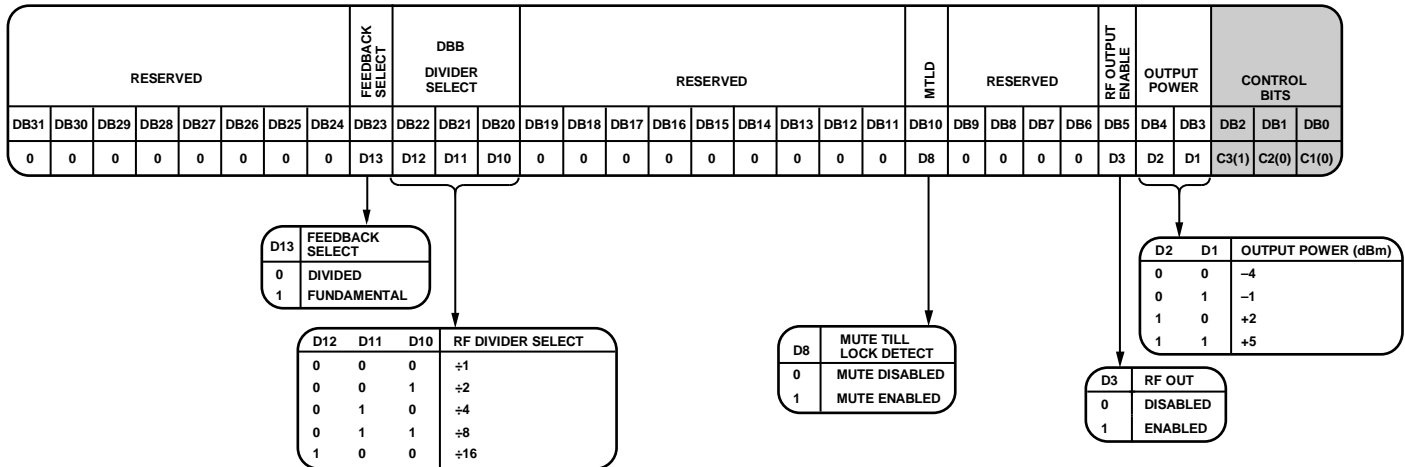 RESERVED
FEEDBACK
SELECT
DBB
DIVIDER
SELECT
RESERVED
MTLD
RESERVED
RF OUTPUT
ENABLE
OUTPUT
POWER
CONTROL
BITS
DB31 DB30 DB29 DB28 DB27 DB26 DB25 DB24 DB23 DB22 DB21 DB20 DB19 DB18 DB17 DB16 DB15 DB14 DB13 DB12 DB11 DB10 DB9 DB8 DB7 DB6 DB5 DB4 DB3 DB2 DB1 DB0
0 0 0 0 0 0 0 0 D13 D12 D11 D10 0 0 0 0 0 0 0 0 0 D8 0 0 0 0 D3 D2 D1 C3(1) C2(0) C1(0)
D13 FEEDBACK
SELECT
0 DIVIDED
1 FUNDAMENTAL
D12 D11 D10 RF DIVIDER SELECT
0 0 0 ÷1
0 0 1 ÷2
0 1 0 ÷4
0 1 1 ÷8
1 0 0 ÷16
D8 MUTE TILL
LOCK DETECT
0 MUTE DISABLED
1 MUTE ENABLED
D2 D1 OUTPUT POWER (dBm)
0 0 –4
0 1 –1
1 0 +2
1 1 +5
D3 RF OUT
0 DISABLED
1 ENABLED